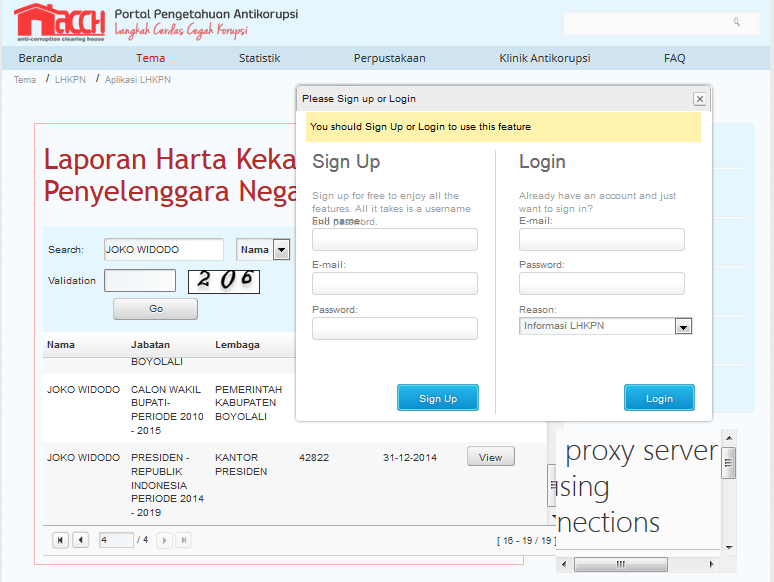 acch
anti-corruption clearing house
Portal Pengetahuan Antikorupsi
Langkah Cerdas Cegah Korupsi
Beranda Tema Statistik Perpustakaan Klinik Antikorupsi FAQ
Tema / LHKPN / Aplikasi LHKPN
Please Sign up or Login
You should Sign Up or Login to use this feature
Sign Up
Sign up for free to enjoy all the
features. All it takes is a username
and password.
Full name:
E-mail:
Password:
Sign Up
Login
Already have an account and just
want to sign in?
E-mail:
Password:
Reason:
Informasi LHKPN
Login
Laporan Harta Keka
Penyelenggara Nega
Search: JOKO WIDODO Nama
Validation 206
Go
Nama Jabatan Lembaga
BOYOLALI
JOKO WIDODO CALON WAKIL PEMERINTAH
BUPATI- KABUPATEN
PERIODE 2010 BOYOLALI
- 2015
JOKO WIDODO PRESIDEN - KANTOR 42822 31-12-2014 View
REPUBLIK PRESIDEN
INDONESIA
PERIODE 2014
- 2019
4 / 4 [ 16 - 19 / 19 ]
proxy server
sing
nections